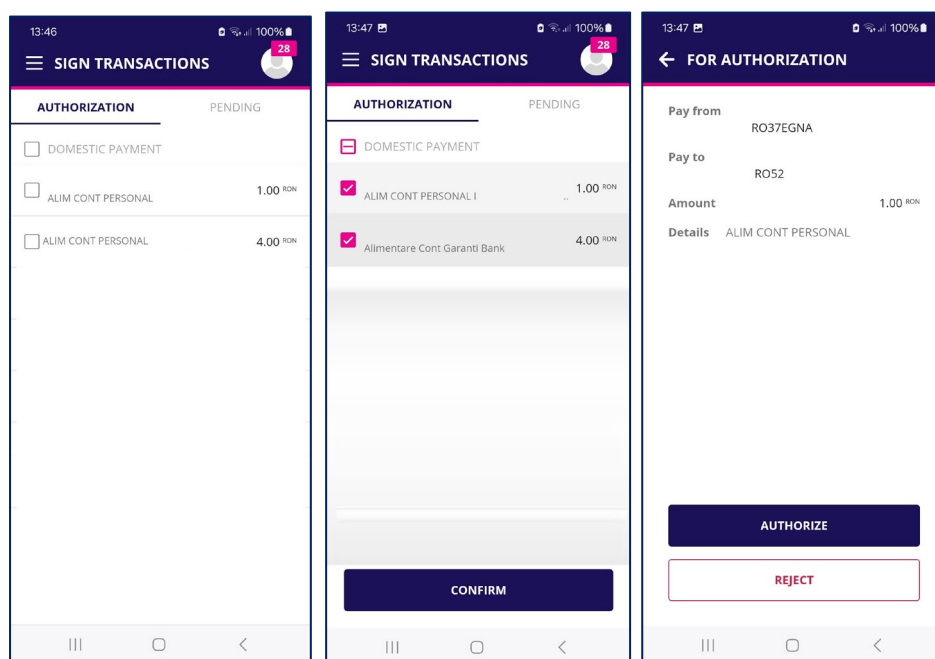 13:46 100%
28
SIGN TRANSACTIONS
AUTHORIZATION PENDING
DOMESTIC PAYMENT
1.00 RON
ALIM CONT PERSONAL
ALIM CONT PERSONAL 4.00 RON
13:47 100%
28
SIGN TRANSACTIONS
AUTHORIZATION PENDING
DOMESTIC PAYMENT
1.00 RON
ALIM CONT PERSONAL I ..
4.00 RON
Alimentare Cont Garanti Bank
CONFIRM
13:47 100%
FOR AUTHORIZATION
Pay from
RO37EGNA
Pay to
RO52
Amount 1.00 RON
Details ALIM CONT PERSONAL
AUTHORIZE
REJECT